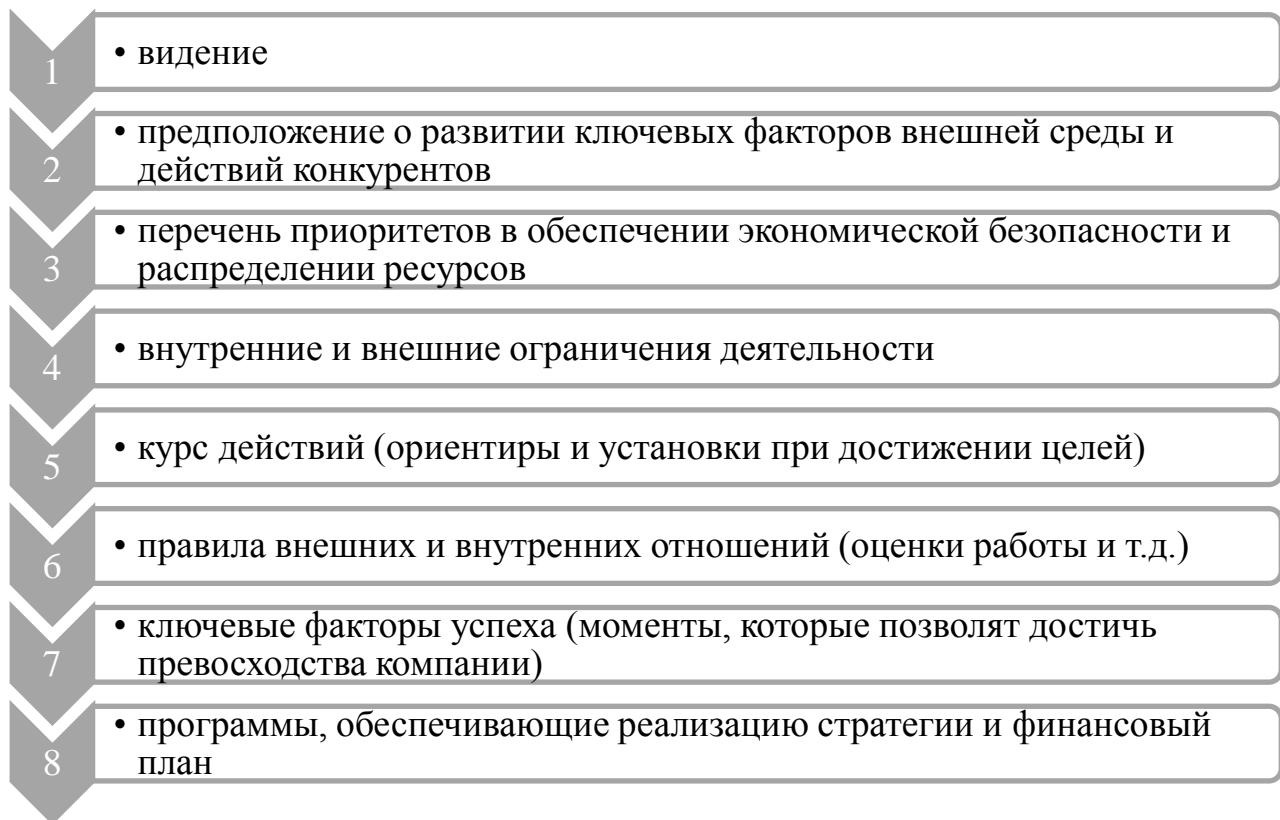 1
• видение
2
• предположение о развитии ключевых факторов внешней среды и
действий конкурентов
3
• перечень приоритетов в обеспечении экономической безопасности и
распределении ресурсов
4
• внутренние и внешние ограничения деятельности
5
• курс действий (ориентиры и установки при достижении целей)
6
• правила внешних и внутренних отношений (оценки работы и т.д.)
7
• ключевые факторы успеха (моменты, которые позволят достичь
превосходства компании)
8
• программы, обеспечивающие реализацию стратегии и финансовый
план